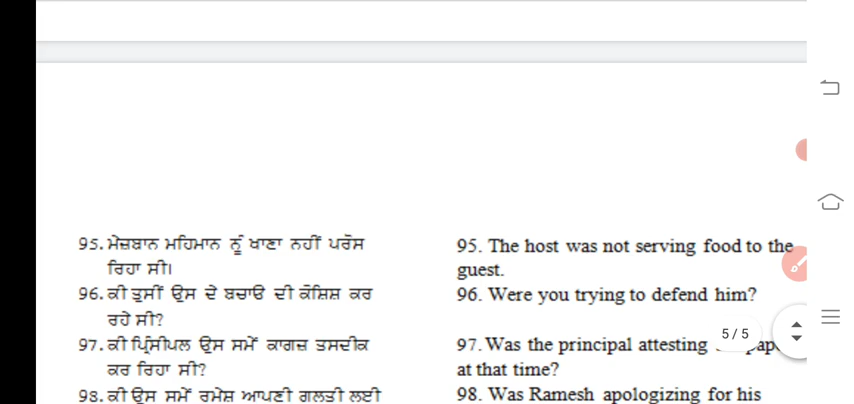 95. ਮੇਜ਼ਬਾਨ ਮਹਿਮਾਨ ਨੂੰ ਖਾਣਾ ਨਹੀਂ ਪਰੋਸ
ਰਿਹਾ ਸੀ।
96. ਕੀ ਤੁਸੀਂ ਉਸ ਦੇ ਬਚਾਓ ਦੀ ਕੋਸ਼ਿਸ਼ ਕਰ
ਰਹੇ ਸੀ?
97. ਕੀ ਪ੍ਰਿੰਸੀਪਲ ਉਸ ਸਮੇਂ ਕਾਗਜ਼ ਤਸਦੀਕ
ਕਰ ਰਿਹਾ ਸੀ?
98. ਕੀ ਉਸ ਸਮੇਂ ਰਮੇਸ਼ ਆਪਣੀ ਗਲਤੀ ਲਈ
95. The host was not serving food to the
guest.
96. Were you trying to defend him?
97. Was the principal attesting
at that time?
98. Was Ramesh apologizing for his
5/5